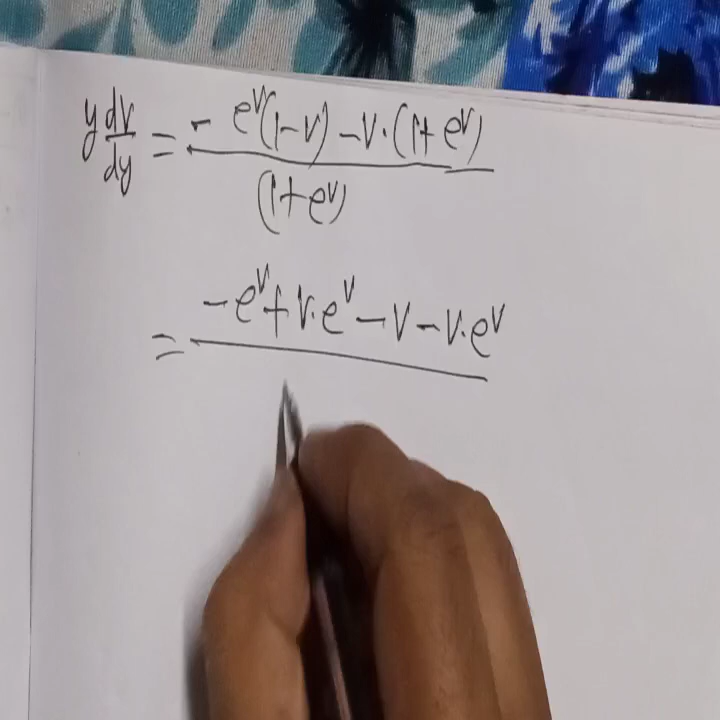 y dv/dy = - e^v(1-v) - v·(1+e^v) / (1+e^v)
= -e^v + v·e^v - v - v·e^v